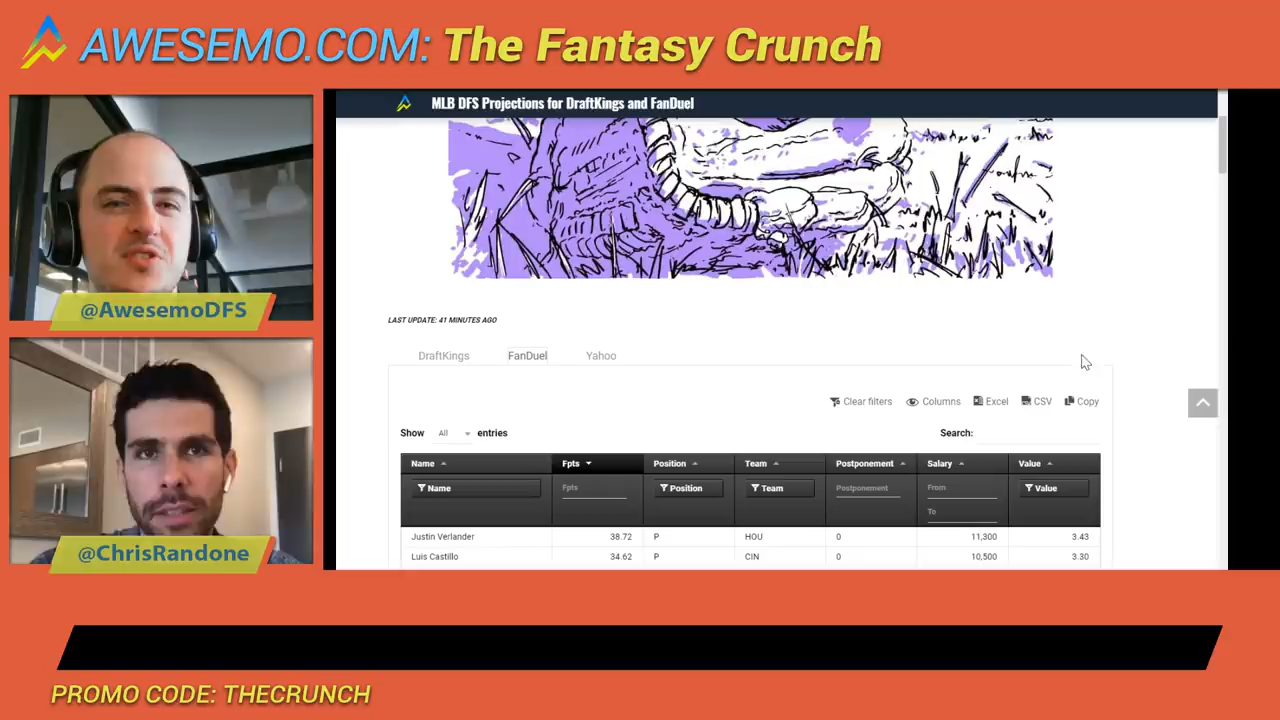 AWESEMO.COM: The Fantasy Crunch
MLB DFS Projections for DraftKings and FanDuel
@AwesemoDFS
LAST UPDATE: 41 MINUTES AGO
DraftKings FanDuel Yahoo
Clear filters Columns Excel CSV Copy
Show All entries Search:
Name Fpts Position Team Postponement Salary Value
Name Fpts Position Team Postponement From Value
To
Justin Verlander 38.72 P HOU 0 11,300 3.43
Luis Castillo 34.62 P CIN 0 10,500 3.30
@ChrisRandone
PROMO CODE: THECRUNCH